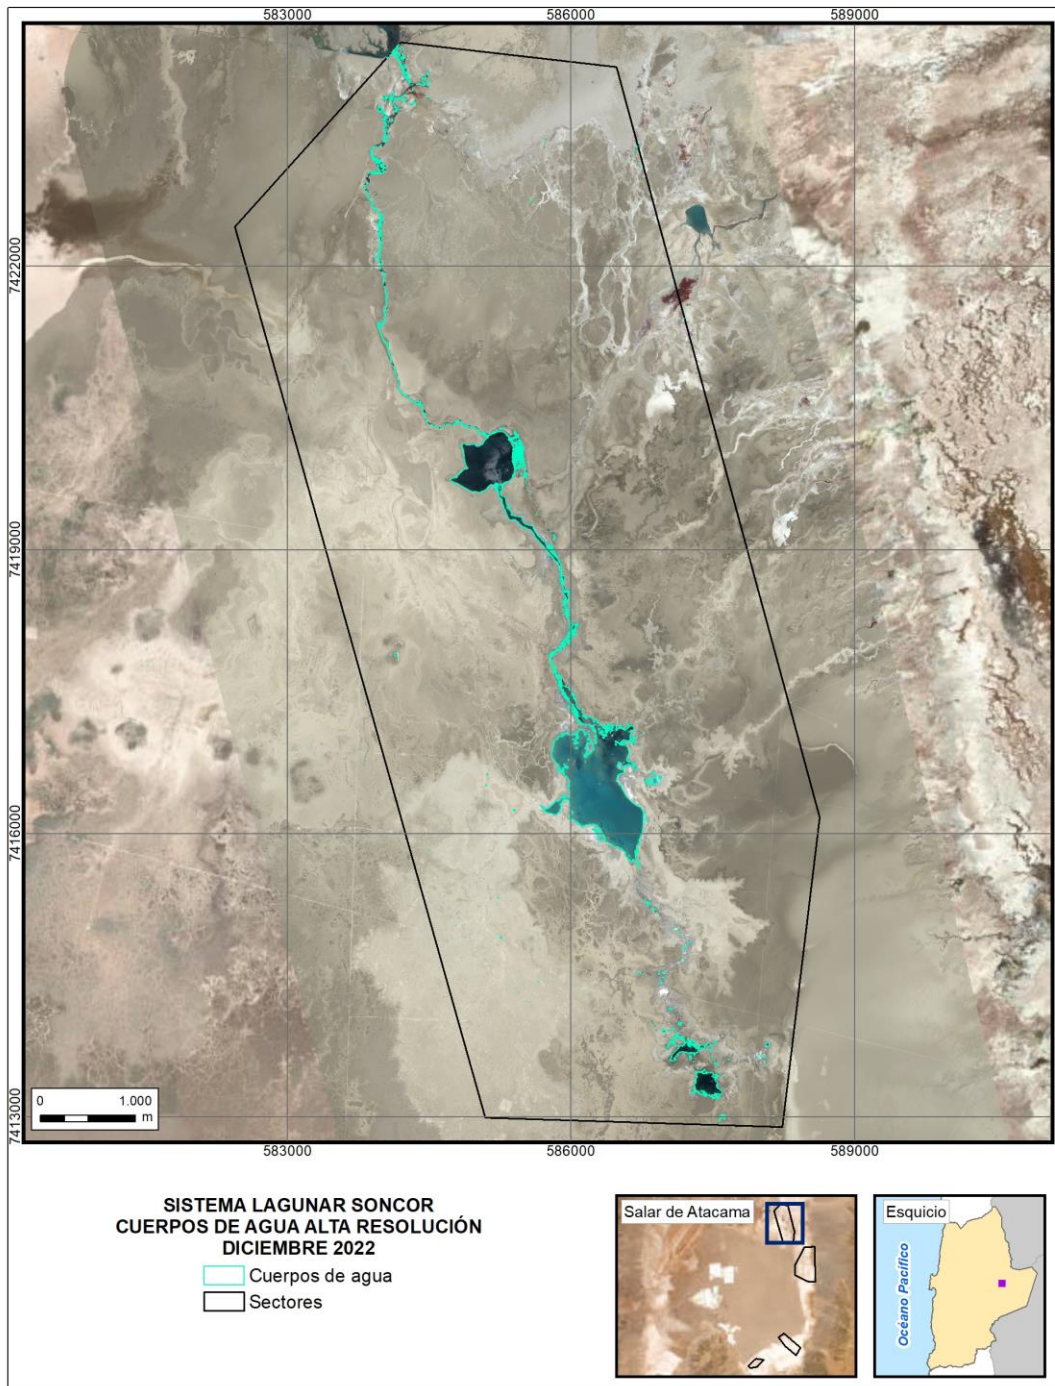 583000
586000
589000
7422000
7419000
7416000
7413000
0
1.000
m
583000
586000
589000
SISTEMA LAGUNAR SONCOR
CUERPOS DE AGUA ALTA RESOLUCIÓN
DICIEMBRE 2022
Cuerpos de agua
Sectores
Salar de Atacama
Esquicio
Océano Pacífico